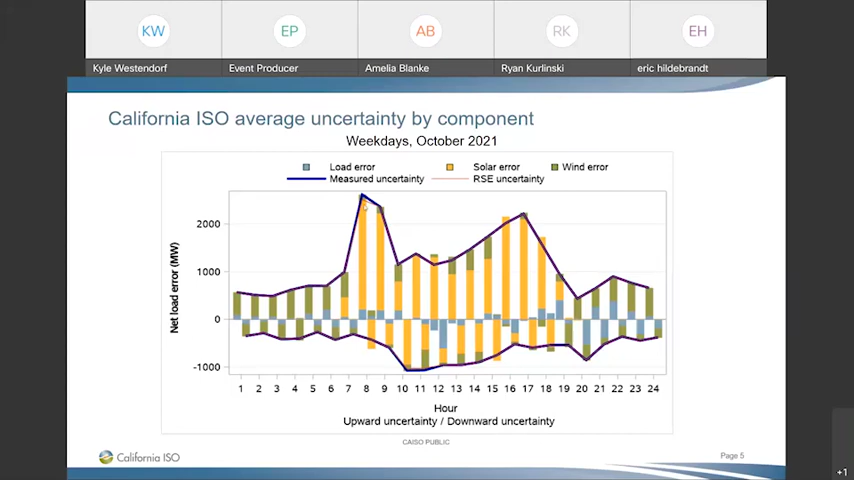 KW EP AB RK EH
Kyle Westendorf Event Producer Amelia Blanke Ryan Kurlinski eric hildebrandt
California ISO average uncertainty by component
Weekdays, October 2021
Load error Solar error Wind error
Measured uncertainty RSE uncertainty
Net load error (MW)
2000
1000
0
-1000
1 2 3 4 5 6 7 8 9 10 11 12 13 14 15 16 17 18 19 20 21 22 23 24
Hour
Upward uncertainty / Downward uncertainty
CAISO PUBLIC
California ISO
Page 5
+1